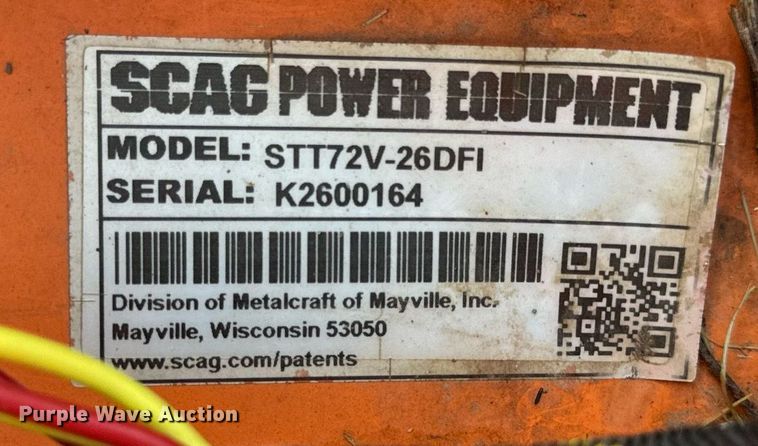 SCAG POWER EQUIPMENT
MODEL: STT72V-26DFI
SERIAL: K2600164
Division of Metalcraft of Mayville, Inc.
Mayville, Wisconsin 53050
www.scag.com/patents
Purple Wave Auction